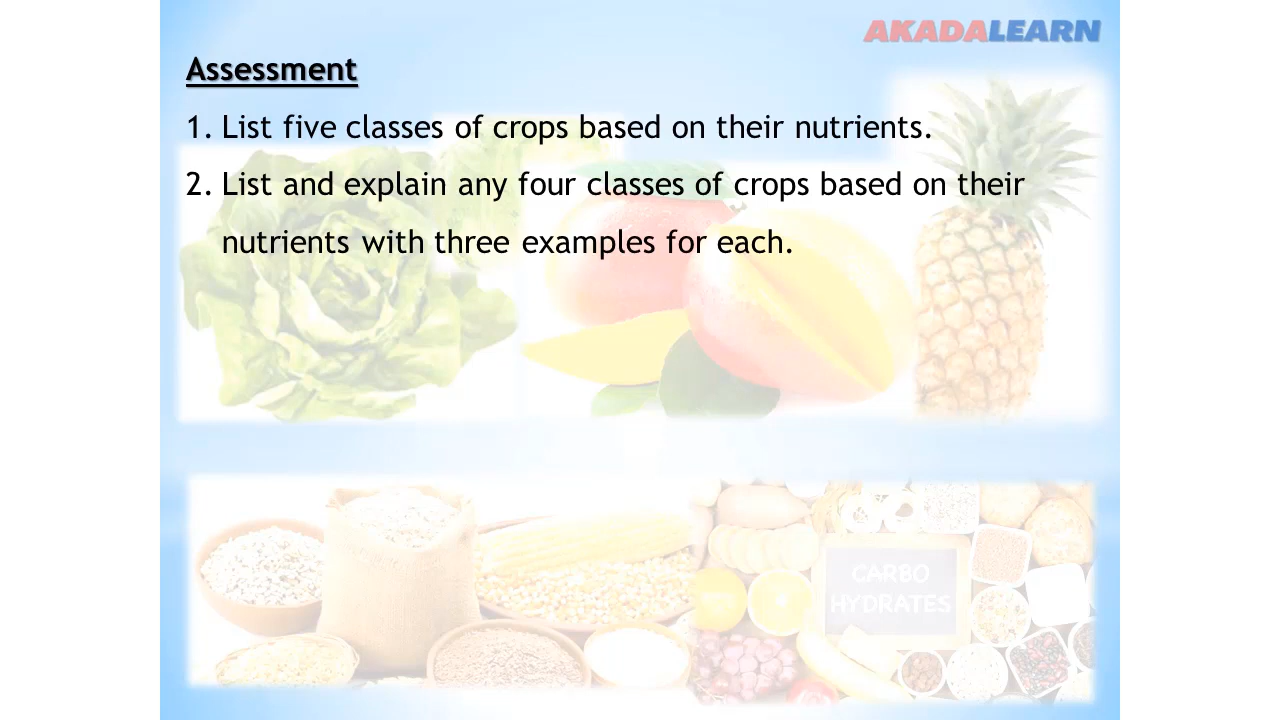 AKADALEARN
Assessment
1. List five classes of crops based on their nutrients.
2. List and explain any four classes of crops based on their
nutrients with three examples for each.
CARBO
HYDRATES